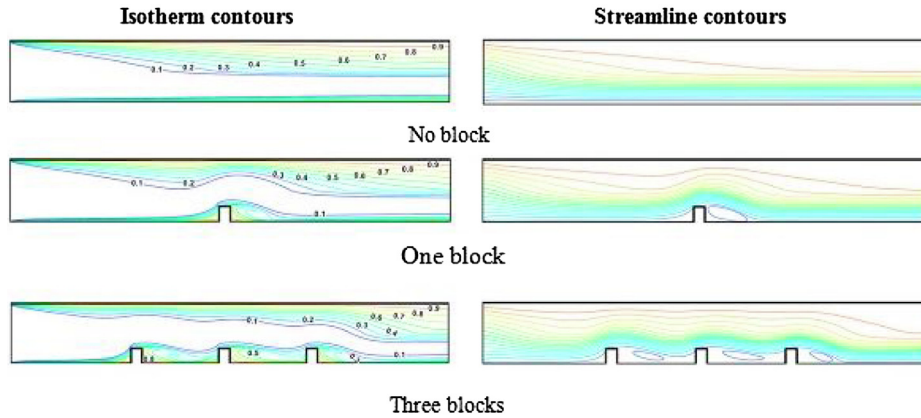 Isotherm contours
Streamline contours
0.1 0.2 0.3 0.4 0.5 0.6 0.7 0.8 0.9
No block
0.1 0.2 0.3 0.4 0.5 0.6 0.7 0.8 0.9
0.1
One block
0.1 0.2 0.3 0.4 0.6 0.7 0.8 0.9
0.5 0.5 0.1
Three blocks